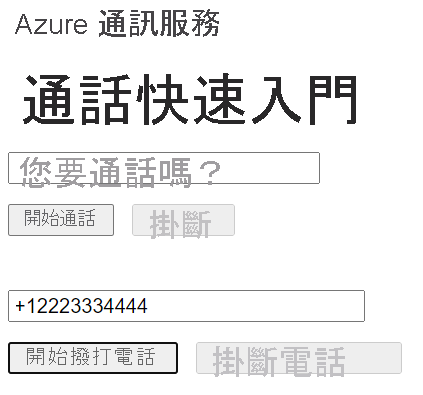 Azure 通訊服務
通話快速入門
您要通話嗎？
開始通話 掛斷
+12223334444
開始撥打電話 掛斷電話